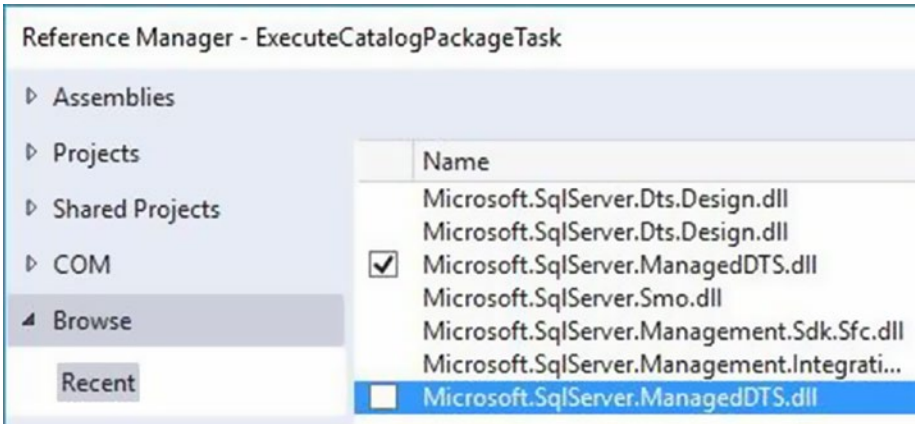 Reference Manager - ExecuteCatalogPackageTask
Assemblies
Projects
Shared Projects
COM
Browse
Recent
Name
Microsoft.SqlServer.Dts.Design.dll
Microsoft.SqlServer.Dts.Design.dll
Microsoft.SqlServer.ManagedDTS.dll
Microsoft.SqlServer.Smo.dll
Microsoft.SqlServer.Management.Sdk.Sfc.dll
Microsoft.SqlServer.Management.Integrati...
Microsoft.SqlServer.ManagedDTS.dll